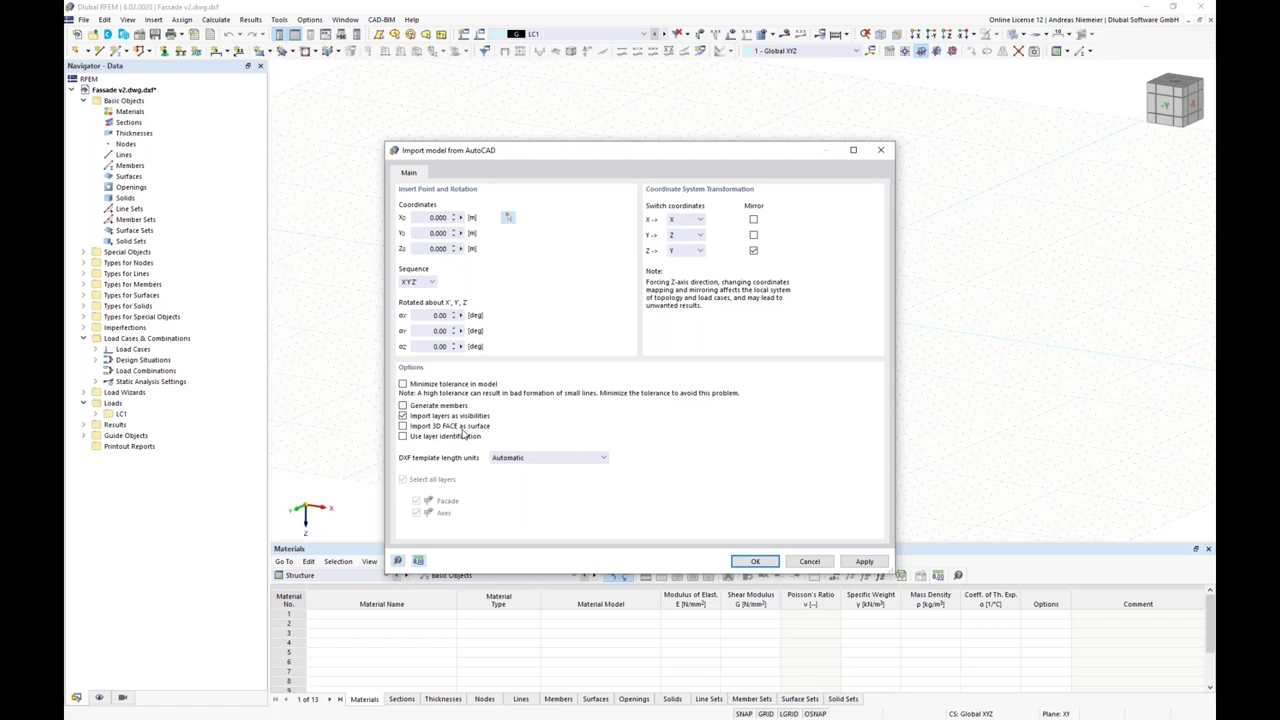 Dlubal RFEM | 6.02.0020 | Fassade v2.dwg.dxf
File Edit View Insert Assign Calculate Results Tools Options Window CAD-BIM Help
Online License 12 | Andreas Niemeier | Dlubal Software GmbH
G LC1
1 - Global XYZ
Navigator - Data
RFEM
Fassade v2.dwg.dxf*
Basic Objects
Materials
Sections
Thicknesses
Nodes
Lines
Members
Surfaces
Openings
Solids
Line Sets
Member Sets
Surface Sets
Solid Sets
Special Objects
Types for Nodes
Types for Lines
Types for Members
Types for Surfaces
Types for Solids
Types for Special Objects
Imperfections
Load Cases & Combinations
Load Cases
Design Situations
Load Combinations
Static Analysis Settings
Load Wizards
Loads
LC1
Results
Guide Objects
Printout Reports
-Y X
Import model from AutoCAD
Main
Insert Point and Rotation
Coordinates
X0 0.000 [m]
Y0 0.000 [m]
Z0 0.000 [m]
Sequence
X'Y'Z'
Rotated about X', Y', Z'
αX' 0.00 [deg]
αY' 0.00 [deg]
αZ' 0.00 [deg]
Coordinate System Transformation
Switch coordinates Mirror
X -> X
Y -> Z
Z -> Y
Note:
Forcing Z-axis direction, changing coordinates
mapping and mirroring affects the local system
of topology and load cases, and may lead to
unwanted results.
Options
Minimize tolerance in model
Note: A high tolerance can result in bad formation of small lines. Minimize the tolerance to avoid this problem.
Generate members
Import layers as visibilities
Import 3D FACE as surface
Use layer identification
DXF template length units Automatic
Select all layers
Facade
Axes
OK Cancel Apply
Y X
Z
Materials
Go To Edit Selection View
Structure Basic Objects
Material No. Material Name Material Type Material Model Modulus of Elast. E [N/mm²] Shear Modulus G [N/mm²] Poisson's Ratio ν [--] Specific Weight γ [kN/m³] Mass Density ρ [kg/m³] Coeff. of Th. Exp. α [1/°C] Options Comment
1
2
3
4
5
6
7
8
9
1 of 13 Materials Sections Thicknesses Nodes Lines Members Surfaces Openings Solids Line Sets Member Sets Surface Sets Solid Sets
SNAP GRID LGRID OSNAP CS: Global XYZ Plane: XY